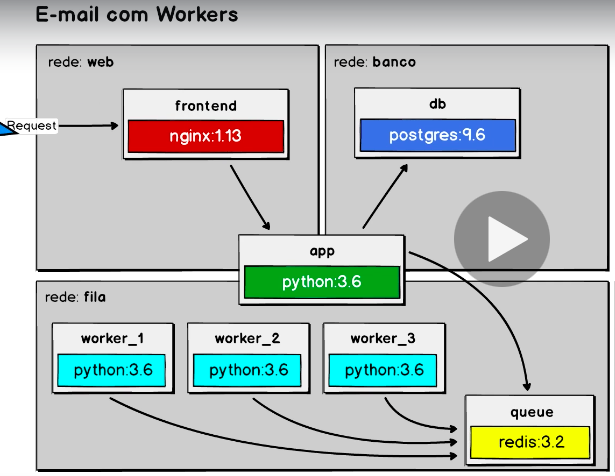 E-mail com Workers
rede: web
rede: banco
frontend
nginx:1.13
db
postgres:9.6
Request
app
python:3.6
rede: fila
worker_1
python:3.6
worker_2
python:3.6
worker_3
python:3.6
queue
redis:3.2